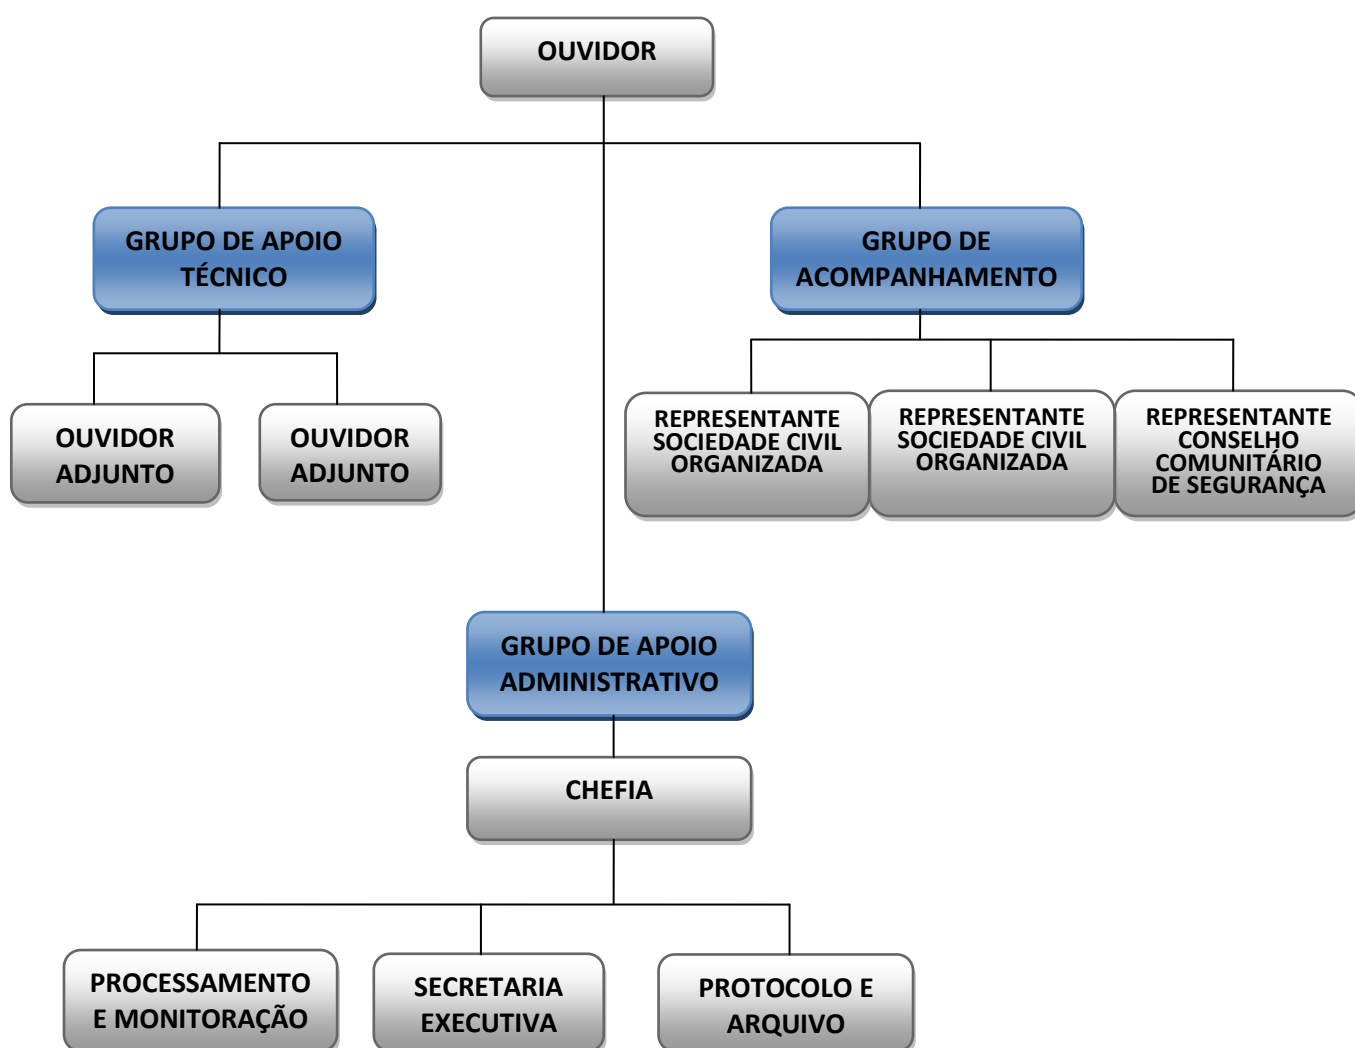 OUVIDOR
GRUPO DE APOIO
TÉCNICO
GRUPO DE
ACOMPANHAMENTO
OUVIDOR
ADJUNTO
OUVIDOR
ADJUNTO
REPRESENTANTE
SOCIEDADE CIVIL
ORGANIZADA
REPRESENTANTE
SOCIEDADE CIVIL
ORGANIZADA
REPRESENTANTE
CONSELHO
COMUNITÁRIO
DE SEGURANÇA
GRUPO DE APOIO
ADMINISTRATIVO
CHEFIA
PROCESSAMENTO
E MONITORAÇÃO
SECRETARIA
EXECUTIVA
PROTOCOLO E
ARQUIVO